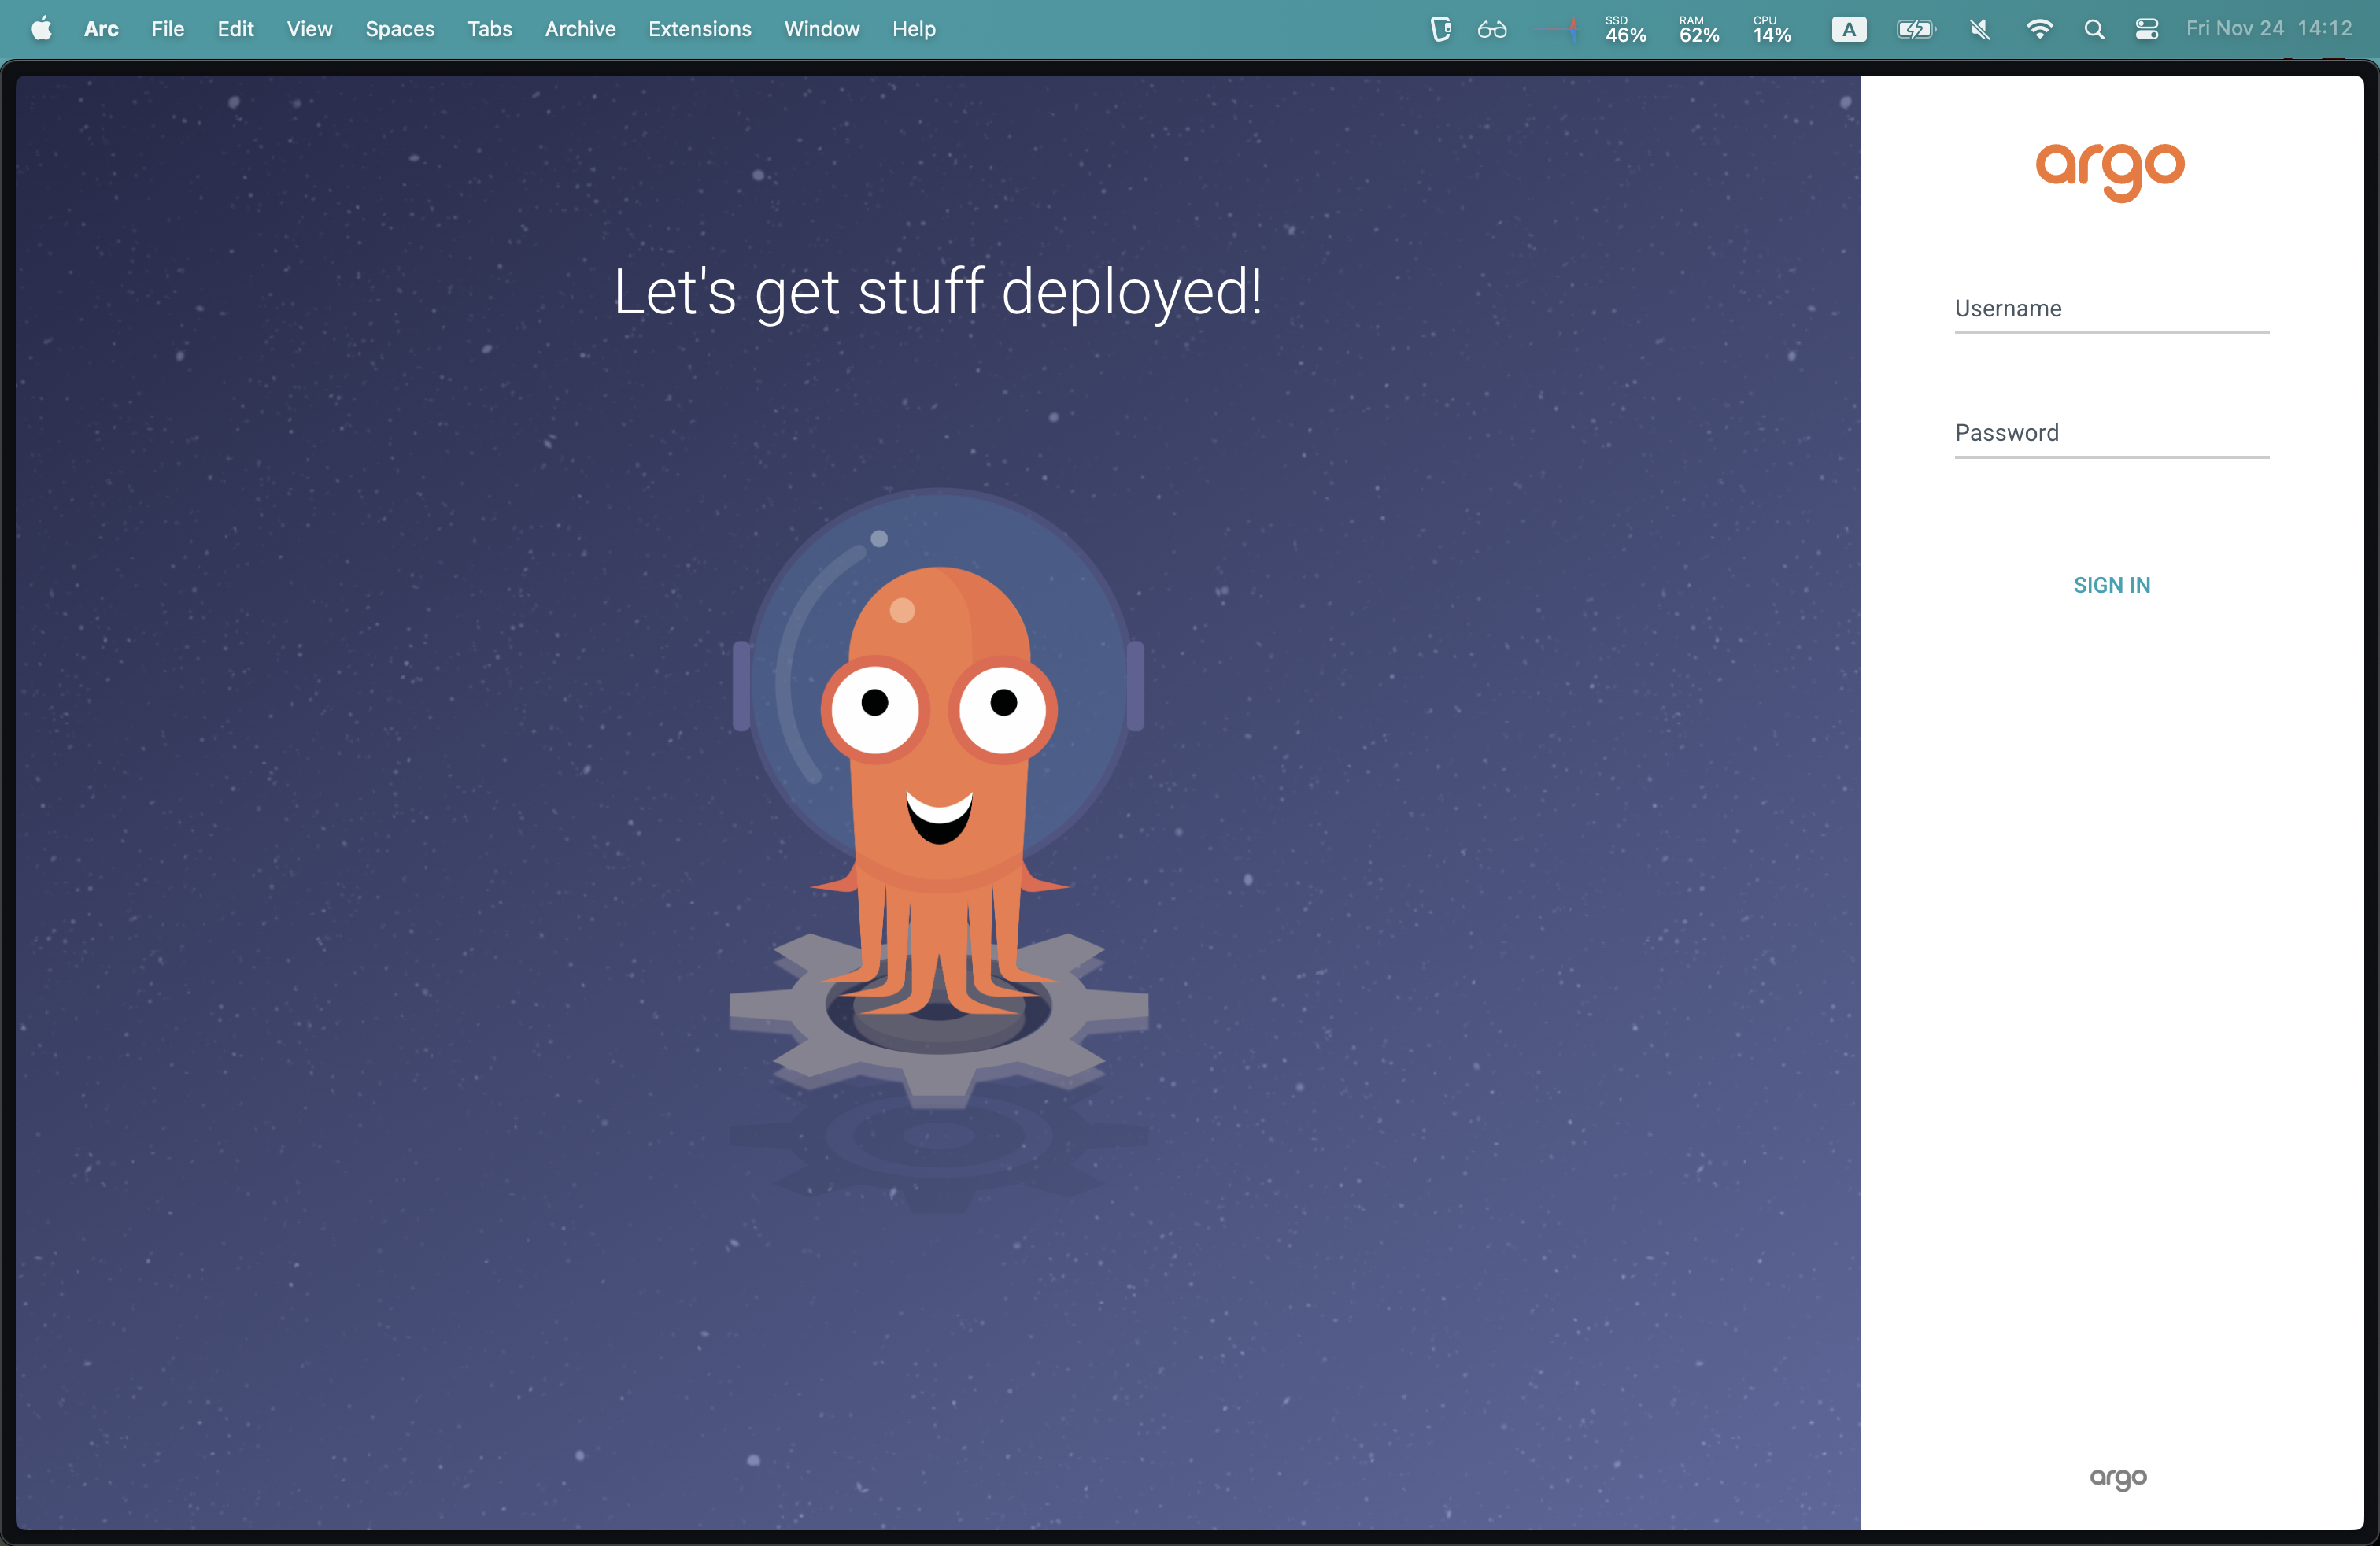 Arc File Edit View Spaces Tabs Archive Extensions Window Help SSD 46% RAM 62% CPU 14% A Fri Nov 24 14:12
Let's get stuff deployed!
argo
Username
Password
SIGN IN
argo